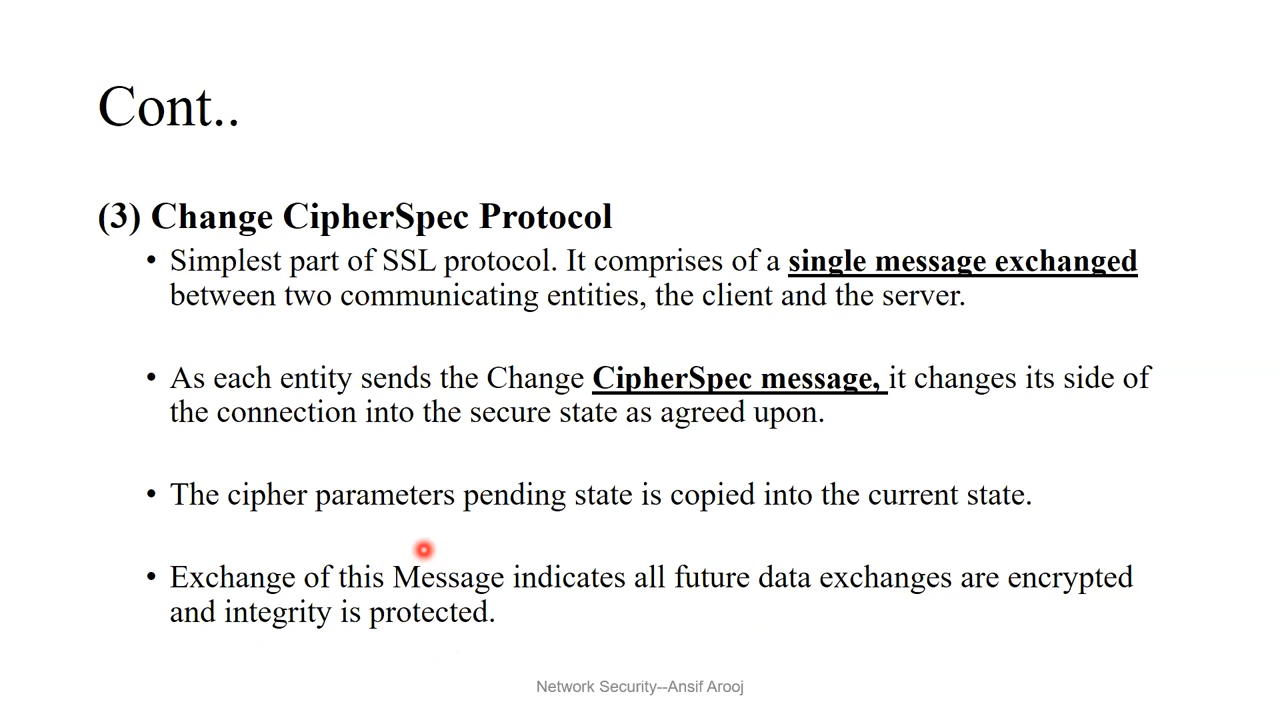 Cont..
(3) Change CipherSpec Protocol
• Simplest part of SSL protocol. It comprises of a single message exchanged
between two communicating entities, the client and the server.
• As each entity sends the Change CipherSpec message, it changes its side of
the connection into the secure state as agreed upon.
• The cipher parameters pending state is copied into the current state.
• Exchange of this Message indicates all future data exchanges are encrypted
and integrity is protected.
Network Security--Ansif Arooj